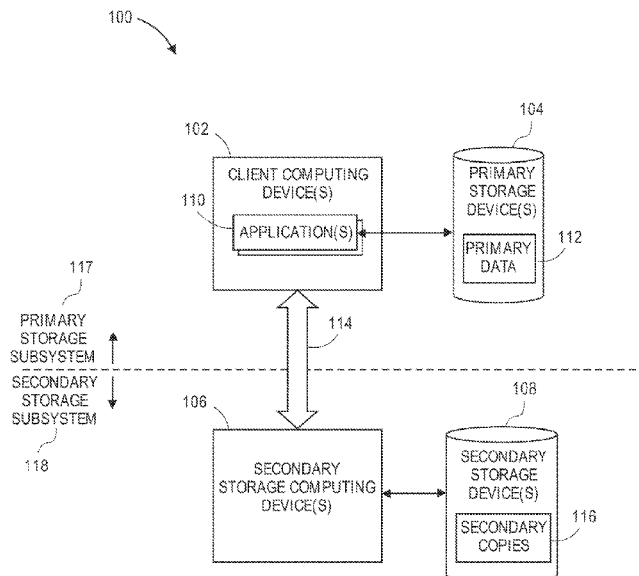 100
102
CLIENT COMPUTING
DEVICE(S)
110
APPLICATION(S)
104
PRIMARY
STORAGE
DEVICE(S)
PRIMARY
DATA
112
117
PRIMARY
STORAGE
SUBSYSTEM
114
SECONDARY
STORAGE
SUBSYSTEM
118
106
SECONDARY
STORAGE COMPUTING
DEVICE(S)
108
SECONDARY
STORAGE
DEVICE(S)
SECONDARY
COPIES
116